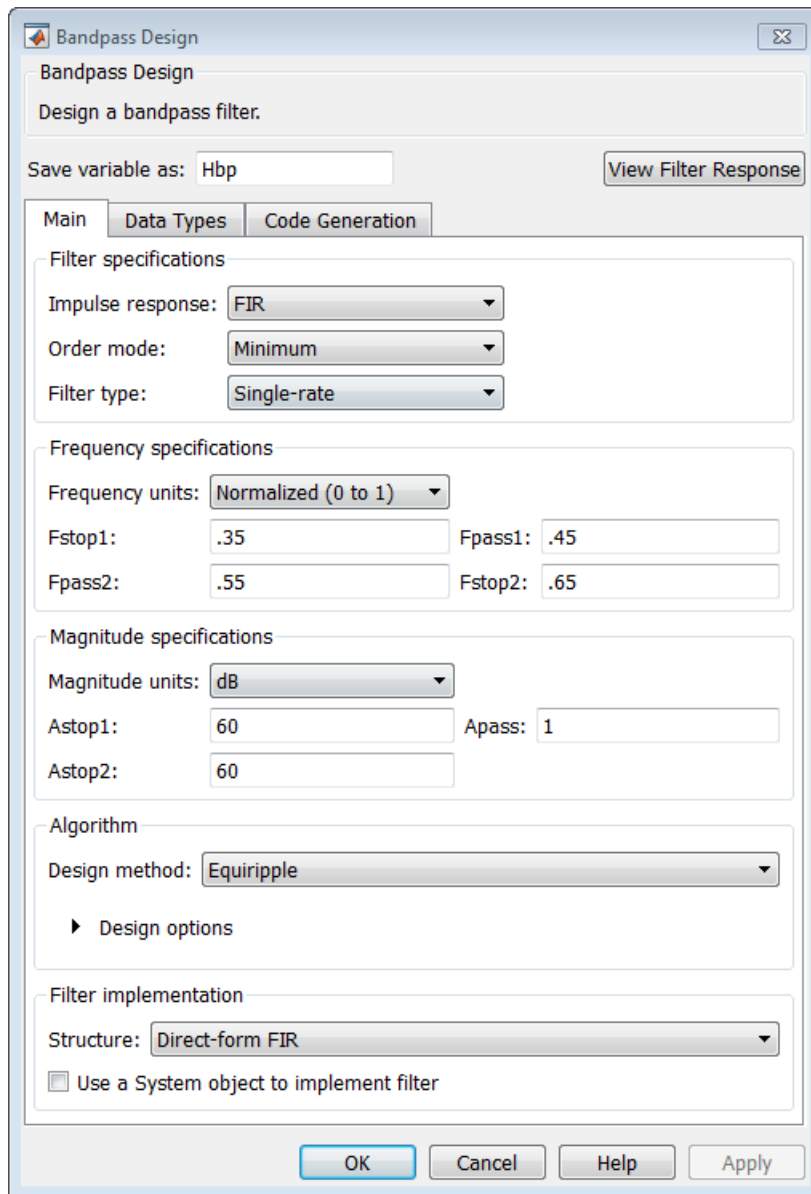 Bandpass Design
Bandpass Design
Design a bandpass filter.
Save variable as: Hbp View Filter Response
Main Data Types Code Generation
Filter specifications
Impulse response: FIR
Order mode: Minimum
Filter type: Single-rate
Frequency specifications
Frequency units: Normalized (0 to 1)
Fstop1: .35 Fpass1: .45
Fpass2: .55 Fstop2: .65
Magnitude specifications
Magnitude units: dB
Astop1: 60 Apass: 1
Astop2: 60
Algorithm
Design method: Equiripple
Design options
Filter implementation
Structure: Direct-form FIR
Use a System object to implement filter
OK Cancel Help Apply